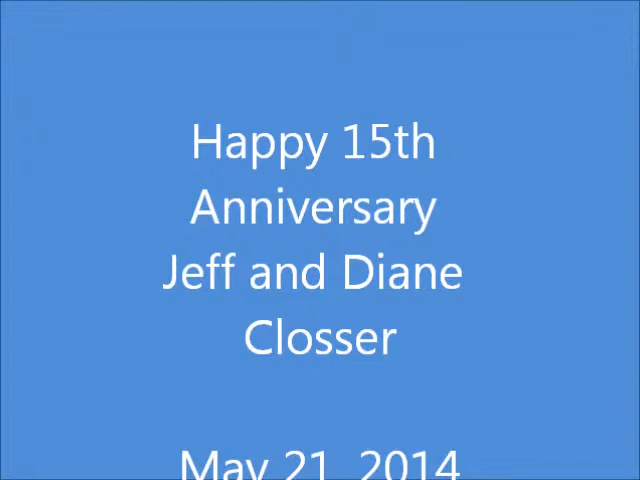 Happy 15th
Anniversary
Jeff and Diane
Closser
May 21, 2014